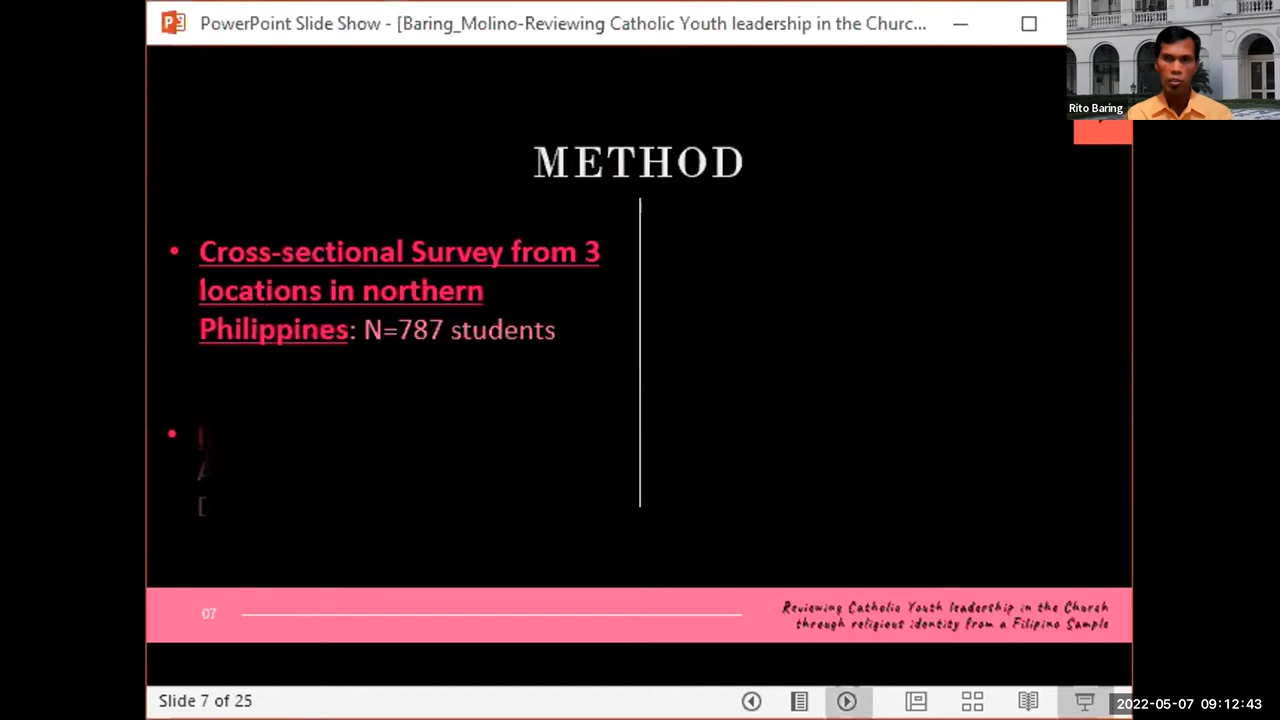 PowerPoint Slide Show - [Baring_Molino-Reviewing Catholic Youth leadership in the Churc...
Rito Baring
METHOD
• Cross-sectional Survey from 3
locations in northern
Philippines: N=787 students
•
07
Reviewing Catholic Youth leadership in the Church
through religious identity from a Filipino Sample
Slide 7 of 25
2022-05-07 09:12:43